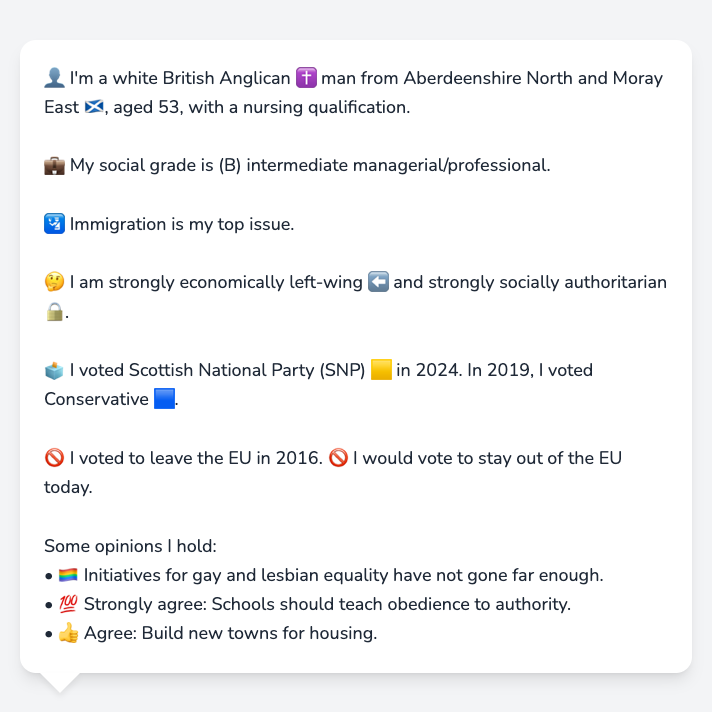 👤 I'm a white British Anglican ✝️ man from Aberdeenshire North and Moray
East 🏴󠁧󠁢󠁳󠁣󠁴󠁿, aged 53, with a nursing qualification.
💼 My social grade is (B) intermediate managerial/professional.
🛂 Immigration is my top issue.
🤔 I am strongly economically left-wing ⬅️ and strongly socially authoritarian
🔒.
🗳️ I voted Scottish National Party (SNP) 🟨 in 2024. In 2019, I voted
Conservative 🟦.
🚫 I voted to leave the EU in 2016. 🚫 I would vote to stay out of the EU
today.
Some opinions I hold:
• 🏳️‍🌈 Initiatives for gay and lesbian equality have not gone far enough.
• 💯 Strongly agree: Schools should teach obedience to authority.
• 👍 Agree: Build new towns for housing.